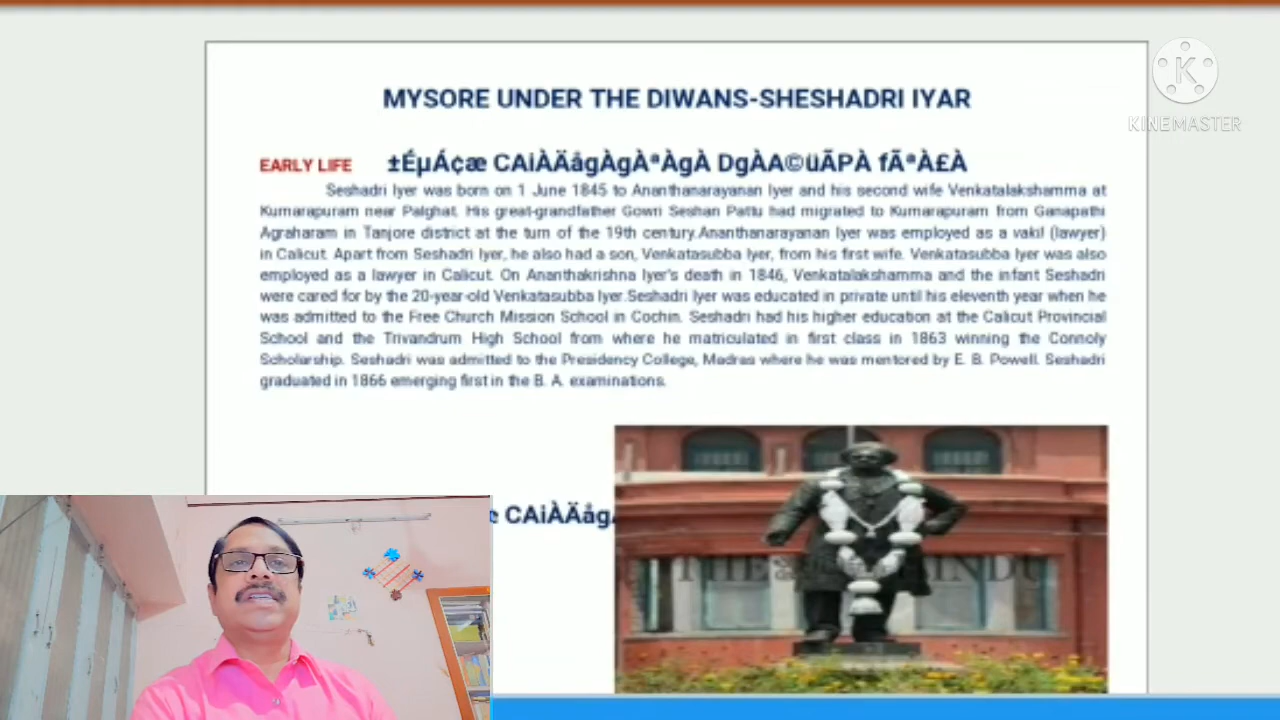 MYSORE UNDER THE DIWANS-SHESHADRI IYAR
KINEMASTER
EARLY LIFE ±ÉµÁ¢æ CAiÀÄågÀgÀªÀgÀ DgÀA©üÃPÀ fÃªÀ£À
Seshadri Iyer was born on 1 June 1845 to Ananthanarayanan Iyer and his second wife Venkatalakshamma at
Kumarapuram near Palghat. His great-grandfather Gowri Seshan Pattu had migrated to Kumarapuram from Ganapathi
Agraharam in Tanjore district at the turn of the 19th century.Ananthanarayanan Iyer was employed as a vakil (lawyer)
in Calicut. Apart from Seshadri Iyer, he also had a son, Venkatasubba Iyer, from his first wife. Venkatasubba Iyer was also
employed as a lawyer in Calicut. On Ananthakrishna Iyer's death in 1846, Venkatalakshamma and the infant Seshadri
were cared for by the 20-year-old Venkatasubba Iyer.Seshadri Iyer was educated in private until his eleventh year when he
was admitted to the Free Church Mission School in Cochin. Seshadri had his higher education at the Calicut Provincial
School and the Trivandrum High School from where he matriculated in first class in 1863 winning the Connoly
Scholarship. Seshadri was admitted to the Presidency College, Madras where he was mentored by E. B. Powell. Seshadri
graduated in 1866 emerging first in the B. A. examinations.
CAiÀÄåg
THE HINDU